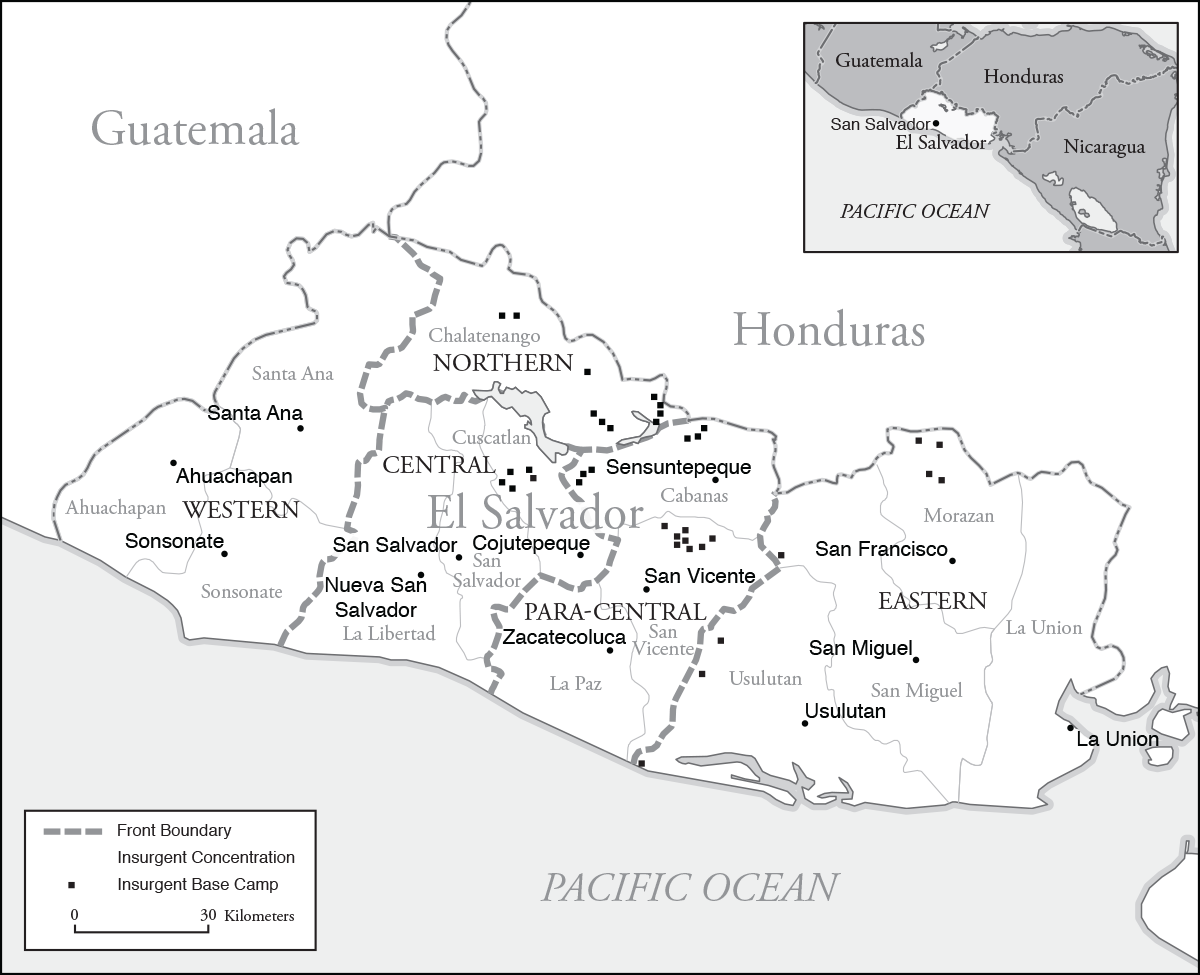 Guatemala
Guatemala
Honduras
San Salvador
El Salvador
Nicaragua
PACIFIC OCEAN
Honduras
Chalatenango
NORTHERN
Santa Ana
Santa Ana
Cuscatlan
CENTRAL
Sensuntepeque
Ahuachapan
Cabanas
Ahuachapan
WESTERN
El Salvador
Morazan
Sonsonate
San Salvador
Cojutepeque
San Francisco
San
Salvador
Nueva San
Salvador
San Vicente
Sonsonate
EASTERN
PARA-CENTRAL
La Libertad
Zacatecoluca
San
Vicente
La Union
San Miguel
La Paz
Usulutan
San Miguel
Usulutan
La Union
Front Boundary
Insurgent Concentration
Insurgent Base Camp
0 30 Kilometers
PACIFIC OCEAN